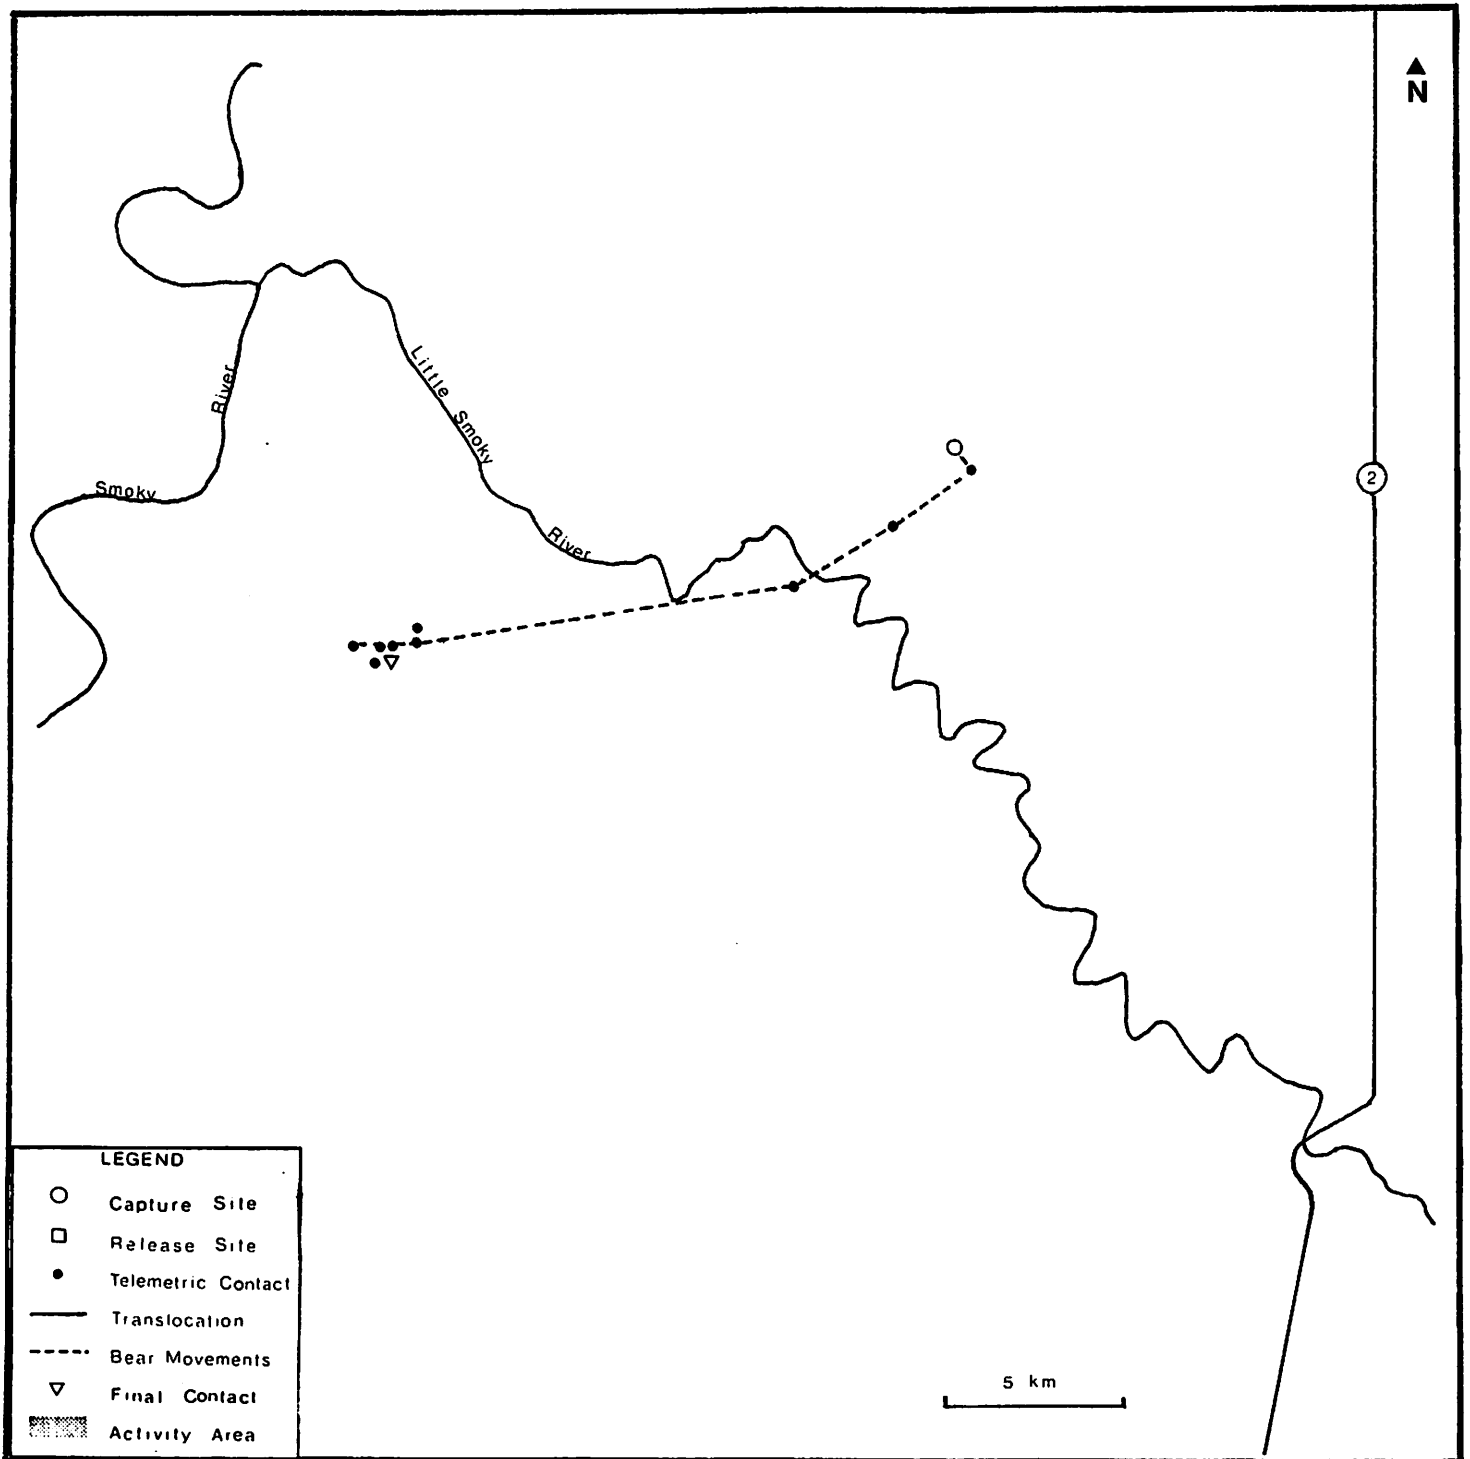 N
River
Little Smoky
2
Smoky
River
LEGEND
Capture Site
Release Site
Telemetric Contact
Translocation
Bear Movements
Final Contact
Activity Area
5 km